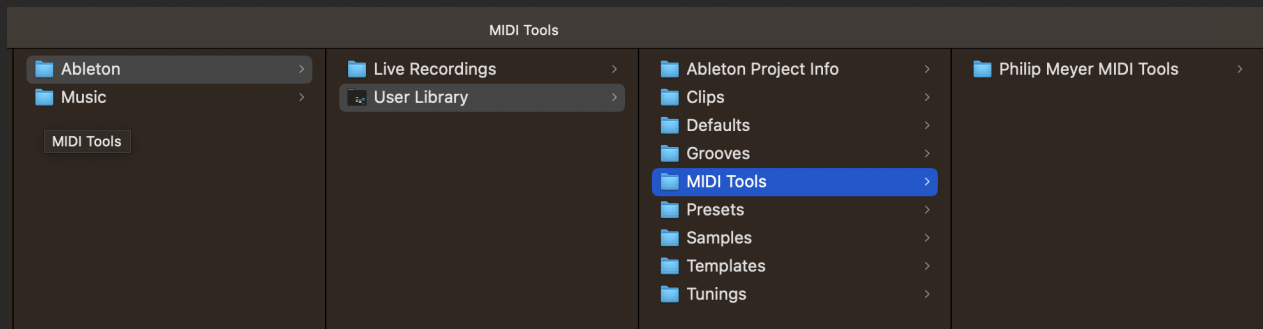 MIDI Tools
Ableton
Music
MIDI Tools
Live Recordings
User Library
Ableton Project Info
Clips
Defaults
Grooves
MIDI Tools
Presets
Samples
Templates
Tunings
Philip Meyer MIDI Tools